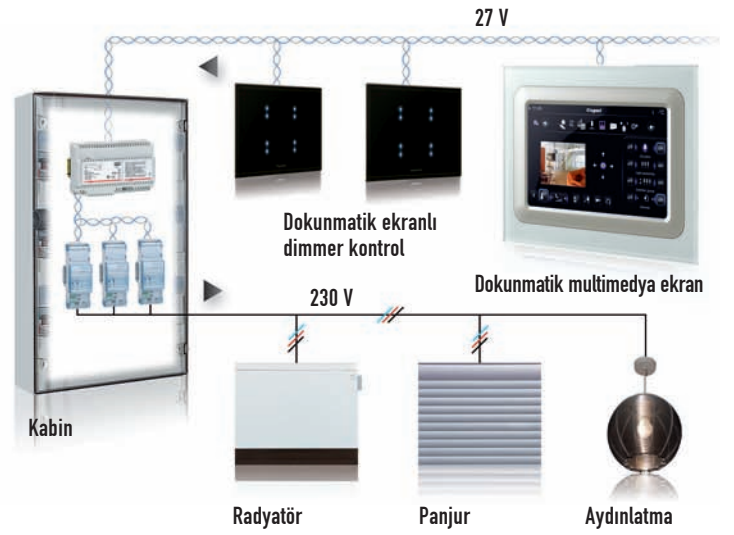 27 V
Dokunmatik ekranlı
dimmer kontrol
Dokunmatik multimedya ekran
230 V
Kabin
Radyatör
Panjur
Aydınlatma